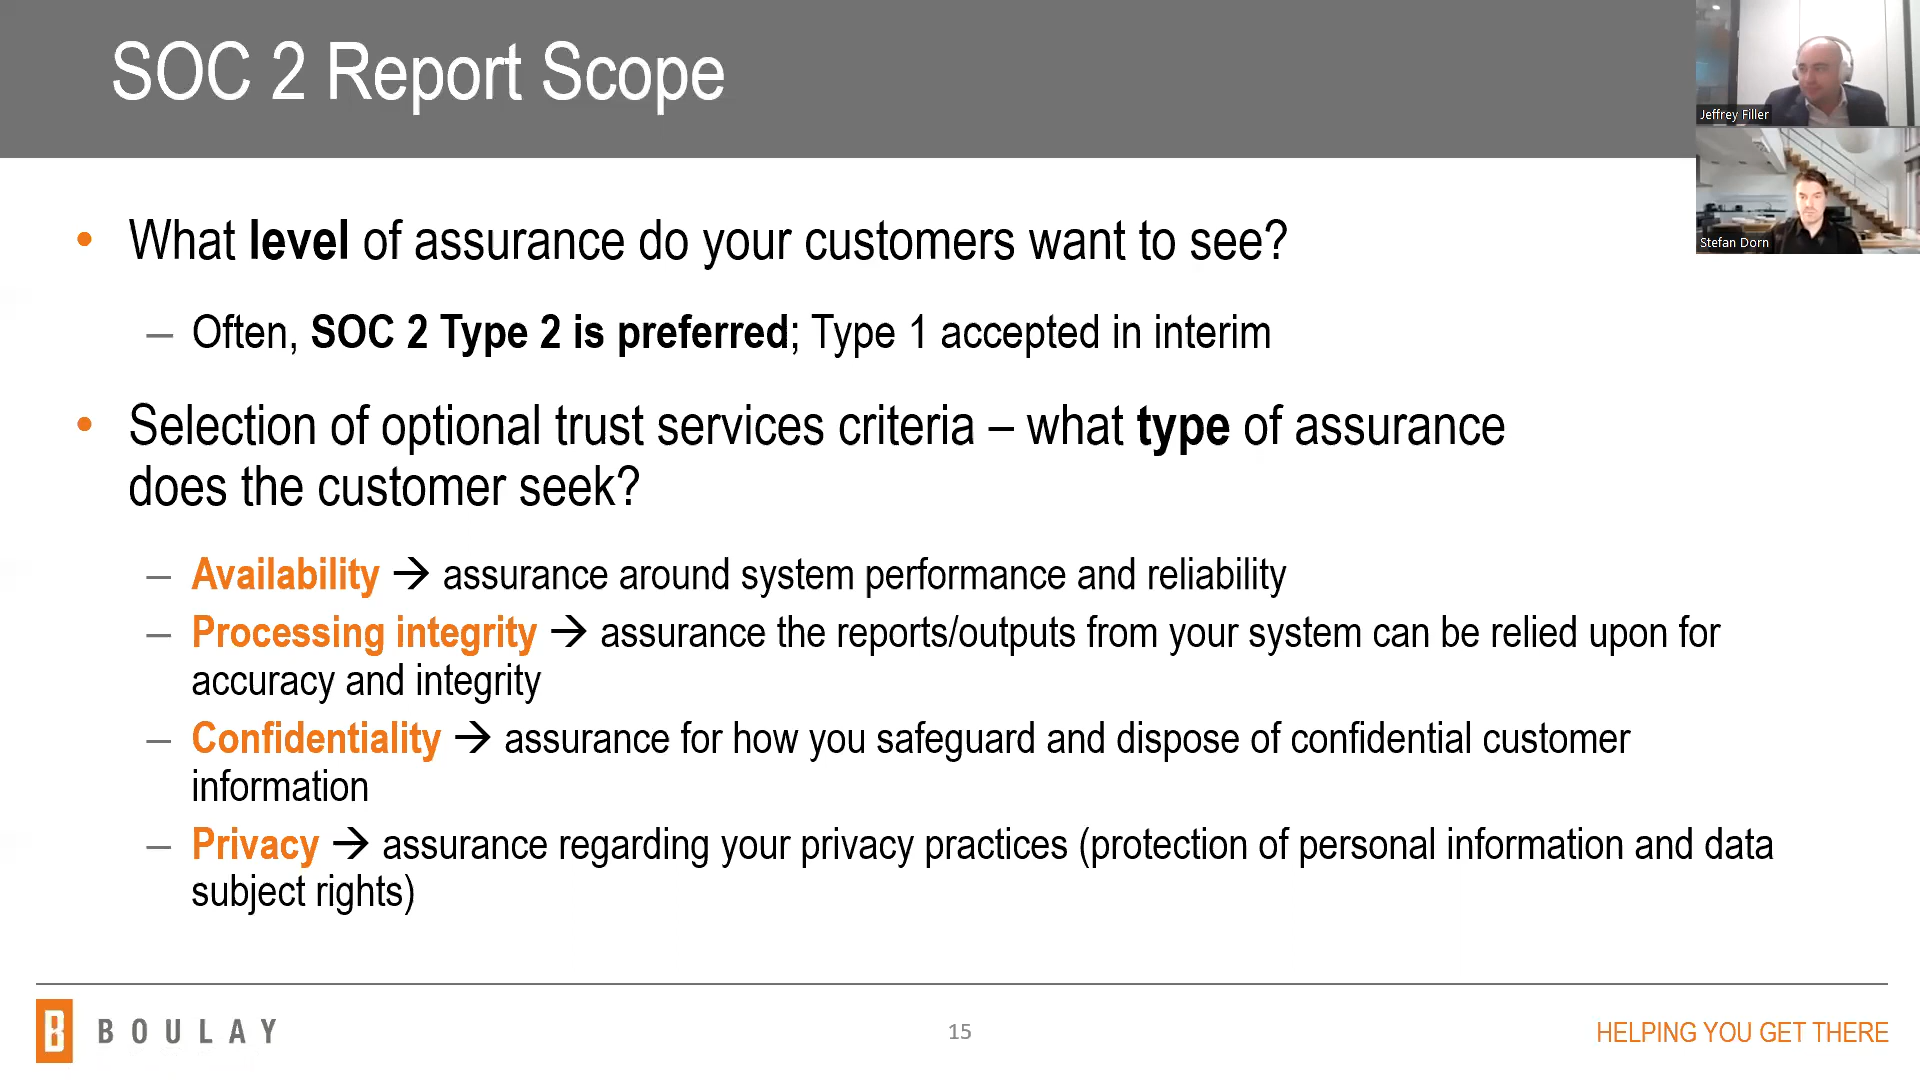 SOC 2 Report Scope
Jeffrey Filler
Stefan Dorn
• What level of assurance do your customers want to see?
– Often, SOC 2 Type 2 is preferred; Type 1 accepted in interim
• Selection of optional trust services criteria – what type of assurance
does the customer seek?
– Availability → assurance around system performance and reliability
– Processing integrity → assurance the reports/outputs from your system can be relied upon for
accuracy and integrity
– Confidentiality → assurance for how you safeguard and dispose of confidential customer
information
– Privacy → assurance regarding your privacy practices (protection of personal information and data
subject rights)
B BOULAY
15
HELPING YOU GET THERE